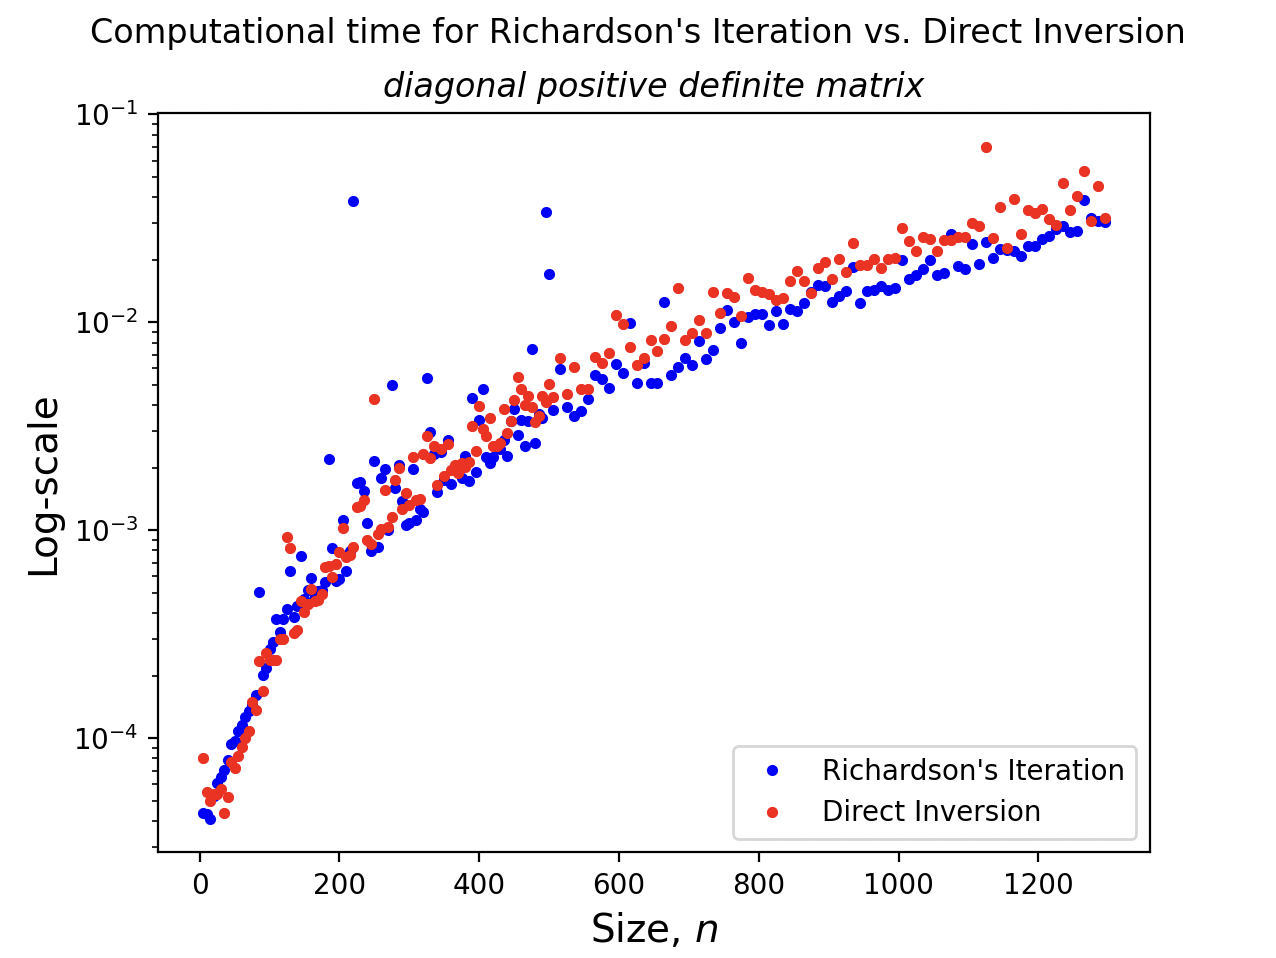 Computational time for Richardson's Iteration vs. Direct Inversion
diagonal positive definite matrix
10⁻¹
10⁻²
10⁻³
10⁻⁴
Log-scale
Richardson's Iteration
Direct Inversion
0 200 400 600 800 1000 1200
Size, n